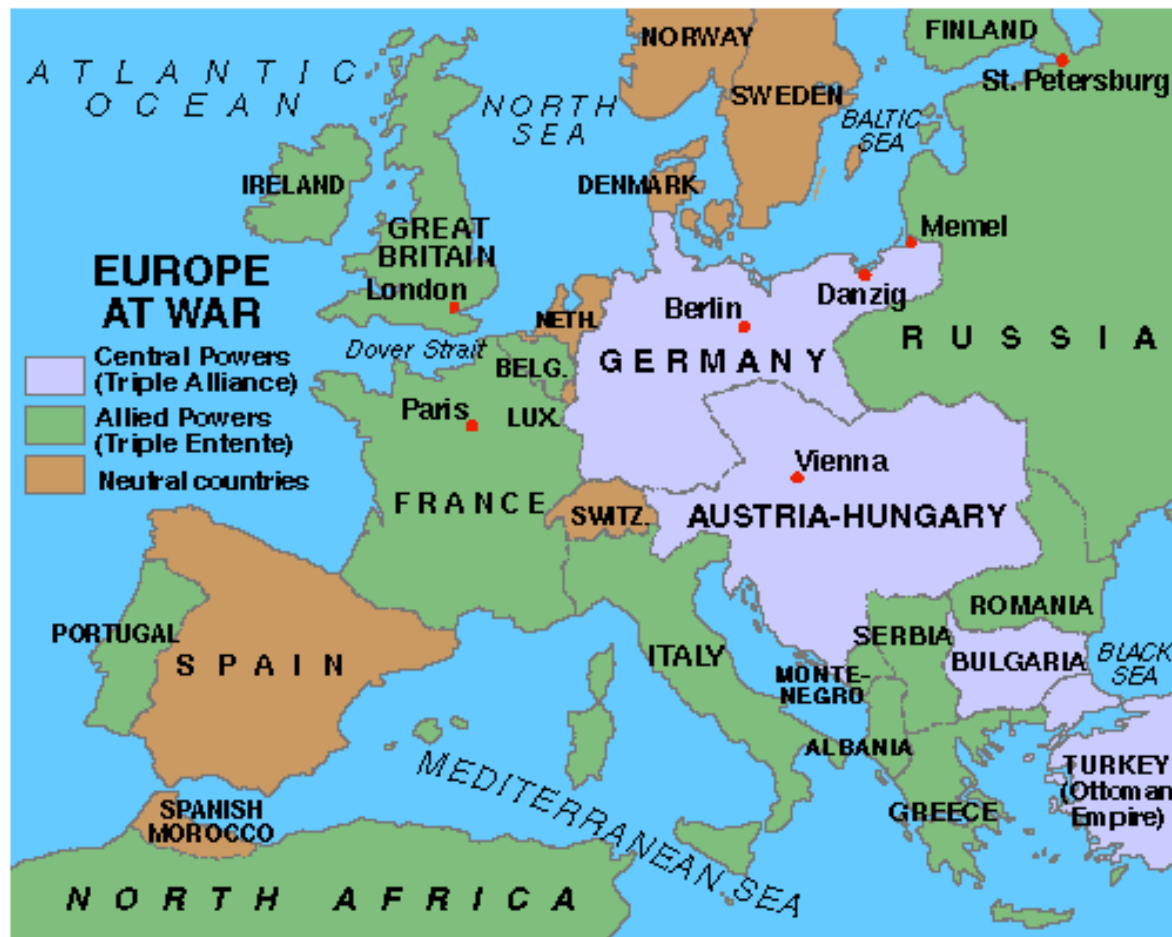 ATLANTIC
OCEAN
NORTH
SEA
NORWAY
SWEDEN
FINLAND
St. Petersburg
BALTIC
SEA
IRELAND
DENMARK
GREAT
BRITAIN
London
Memel
Danzig
EUROPE
AT WAR
Central Powers
(Triple Alliance)
Allied Powers
(Triple Entente)
Neutral countries
Dover Strait
NETH.
BELG.
LUX.
Berlin
GERMANY
RUSSIA
Paris
FRANCE
SWITZ.
Vienna
AUSTRIA-HUNGARY
PORTUGAL
SPAIN
ITALY
ROMANIA
SERBIA
BULGARIA
BLACK
SEA
MONTE-
NEGRO
ALBANIA
GREECE
TURKEY
(Ottoman
Empire)
MEDITERRANEAN SEA
SPANISH
MOROCCO
NORTH AFRICA